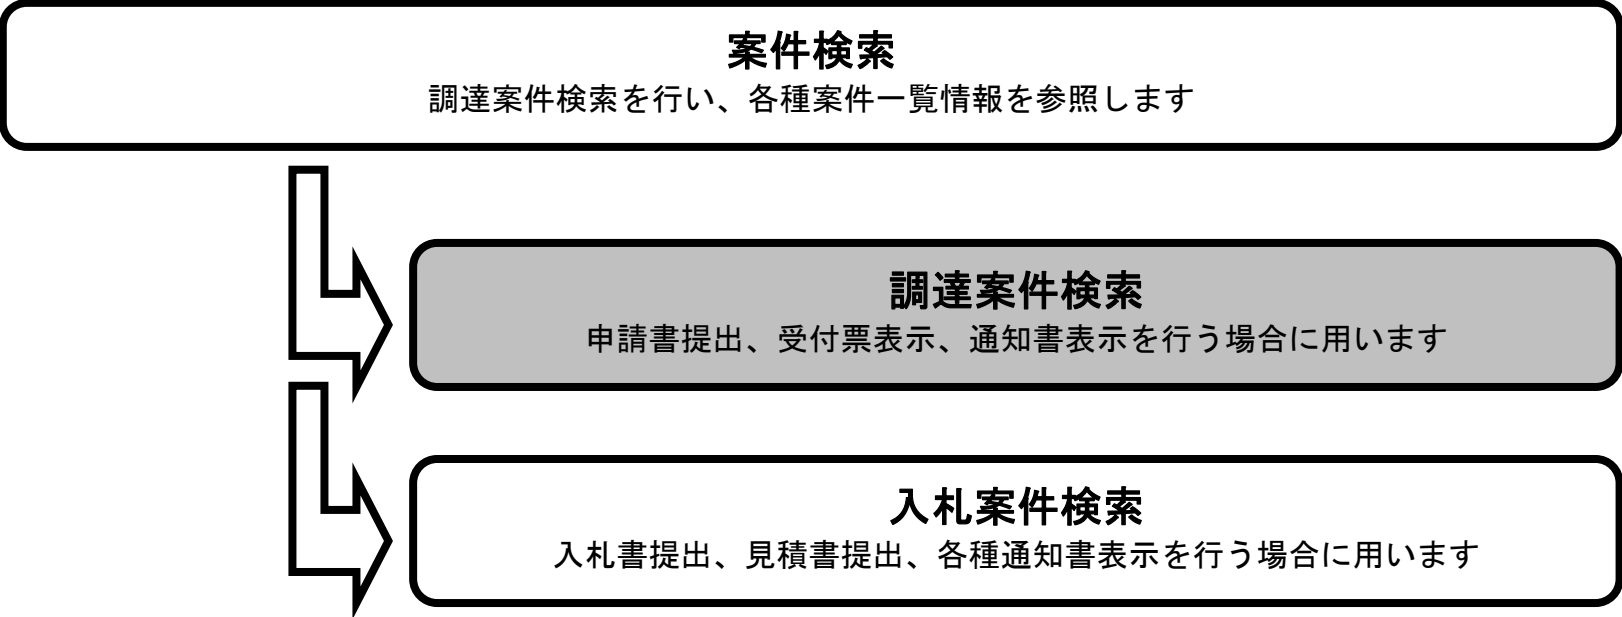 案件検索
調達案件検索を行い、各種案件一覧情報を参照します
調達案件検索
申請書提出、受付票表示、通知書表示を行う場合に用います
入札案件検索
入札書提出、見積書提出、各種通知書表示を行う場合に用います